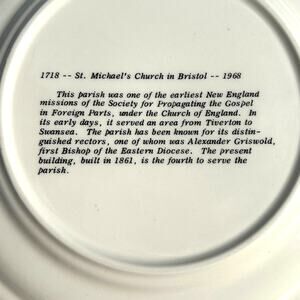 1718 -- St. Michael's Church in Bristol -- 1968
This parish was one of the earliest New England
missions of the Society for Propagating the Gospel
in Foreign Parts, under the Church of England. In
its early days, it served an area from Tiverton to
Swansea. The parish has been known for its distin-
guished rectors, one of whom was Alexander Griswold,
first Bishop of the Eastern Diocese. The present
building, built in 1861, is the fourth to serve the
parish.